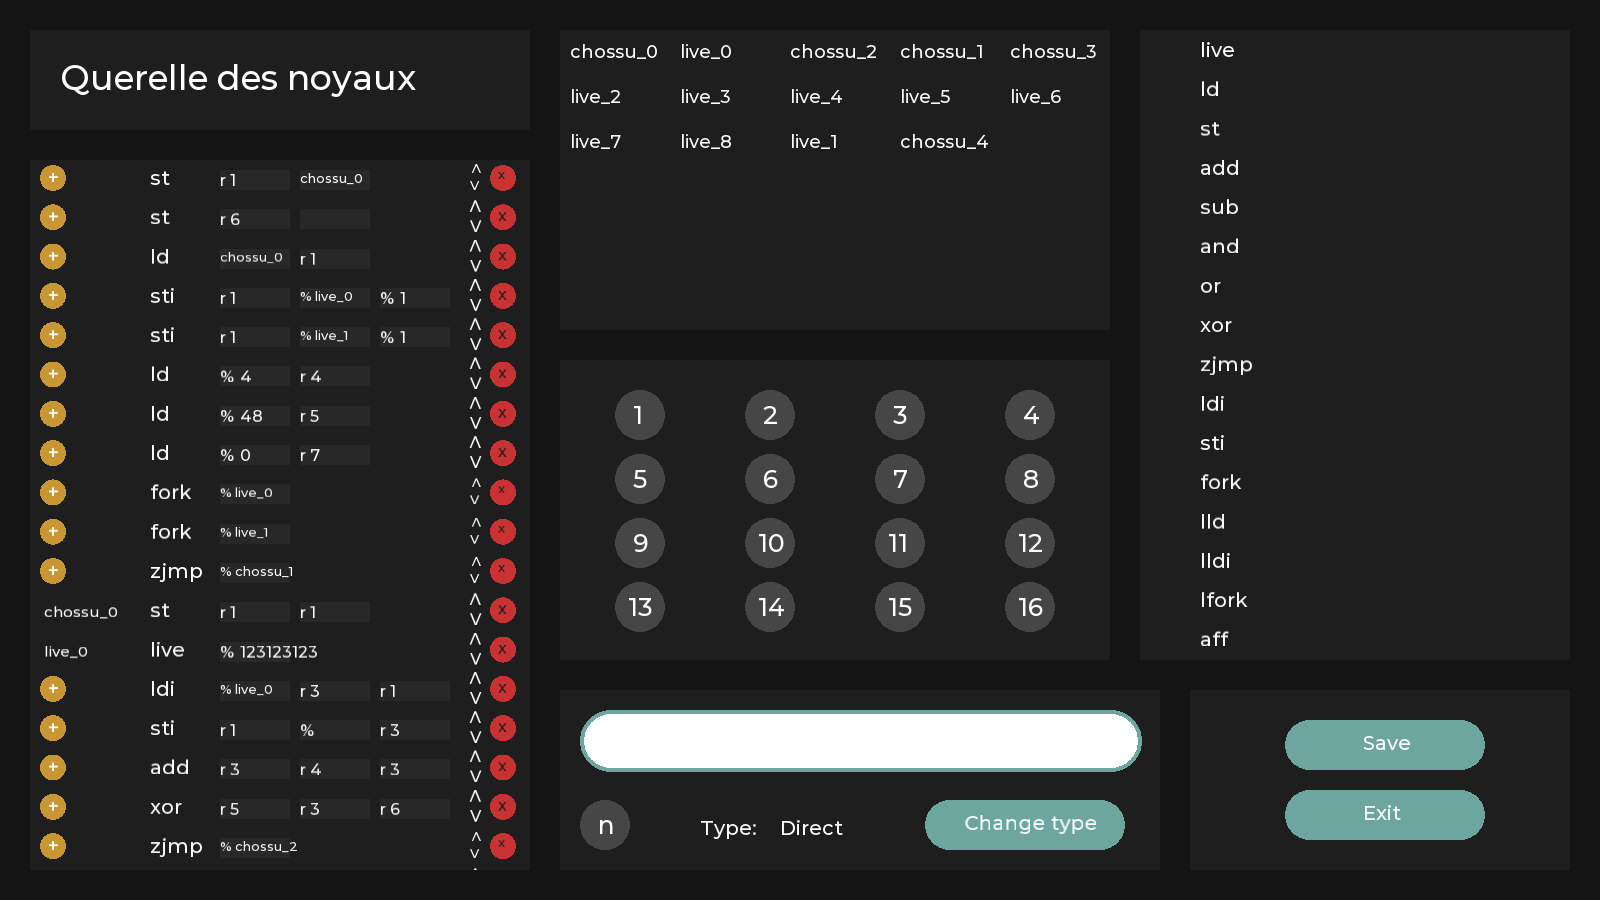 Querelle des noyaux
+ st r 1 chossu_0 ^ v x
+ st r 6 ^ v x
+ ld chossu_0 r 1 ^ v x
+ sti r 1 % live_0 % 1 ^ v x
+ sti r 1 % live_1 % 1 ^ v x
+ ld % 4 r 4 ^ v x
+ ld % 48 r 5 ^ v x
+ ld % 0 r 7 ^ v x
+ fork % live_0 ^ v x
+ fork % live_1 ^ v x
+ zjmp % chossu_1 ^ v x
chossu_0 st r 1 r 1 ^ v x
live_0 live % 123123123 ^ v x
+ ldi % live_0 r 3 r 1 ^ v x
+ sti r 1 % r 3 ^ v x
+ add r 3 r 4 r 3 ^ v x
+ xor r 5 r 3 r 6 ^ v x
+ zjmp % chossu_2 ^ v x
chossu_0 live_0 chossu_2 chossu_1 chossu_3
live_2 live_3 live_4 live_5 live_6
live_7 live_8 live_1 chossu_4
1 2 3 4
5 6 7 8
9 10 11 12
13 14 15 16
n Type: Direct Change type
live
ld
st
add
sub
and
or
xor
zjmp
ldi
sti
fork
lld
lldi
lfork
aff
Save
Exit